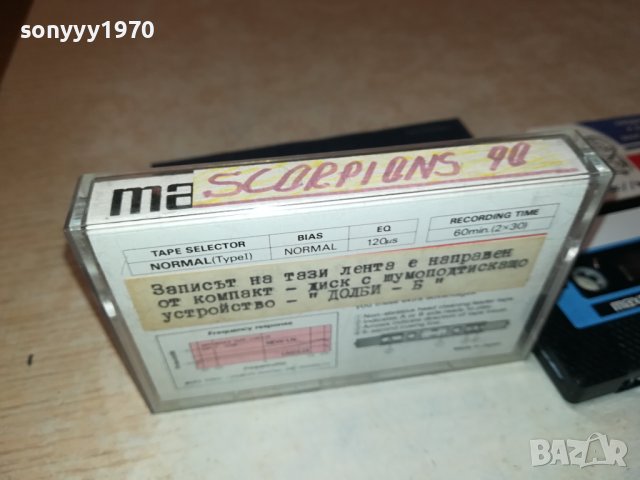 sonyyy1970
ma SCORPIONS 90
TAPE SELECTOR BIAS EQ RECORDING TIME
NORMAL(TypeI) NORMAL 120µs 60min.(2×30)
Записът на тази лента е направен
от компакт - диск с шумоподтискащо
устройство - " ДОЛБИ - Б "
Frequency response
BAZAR
bg